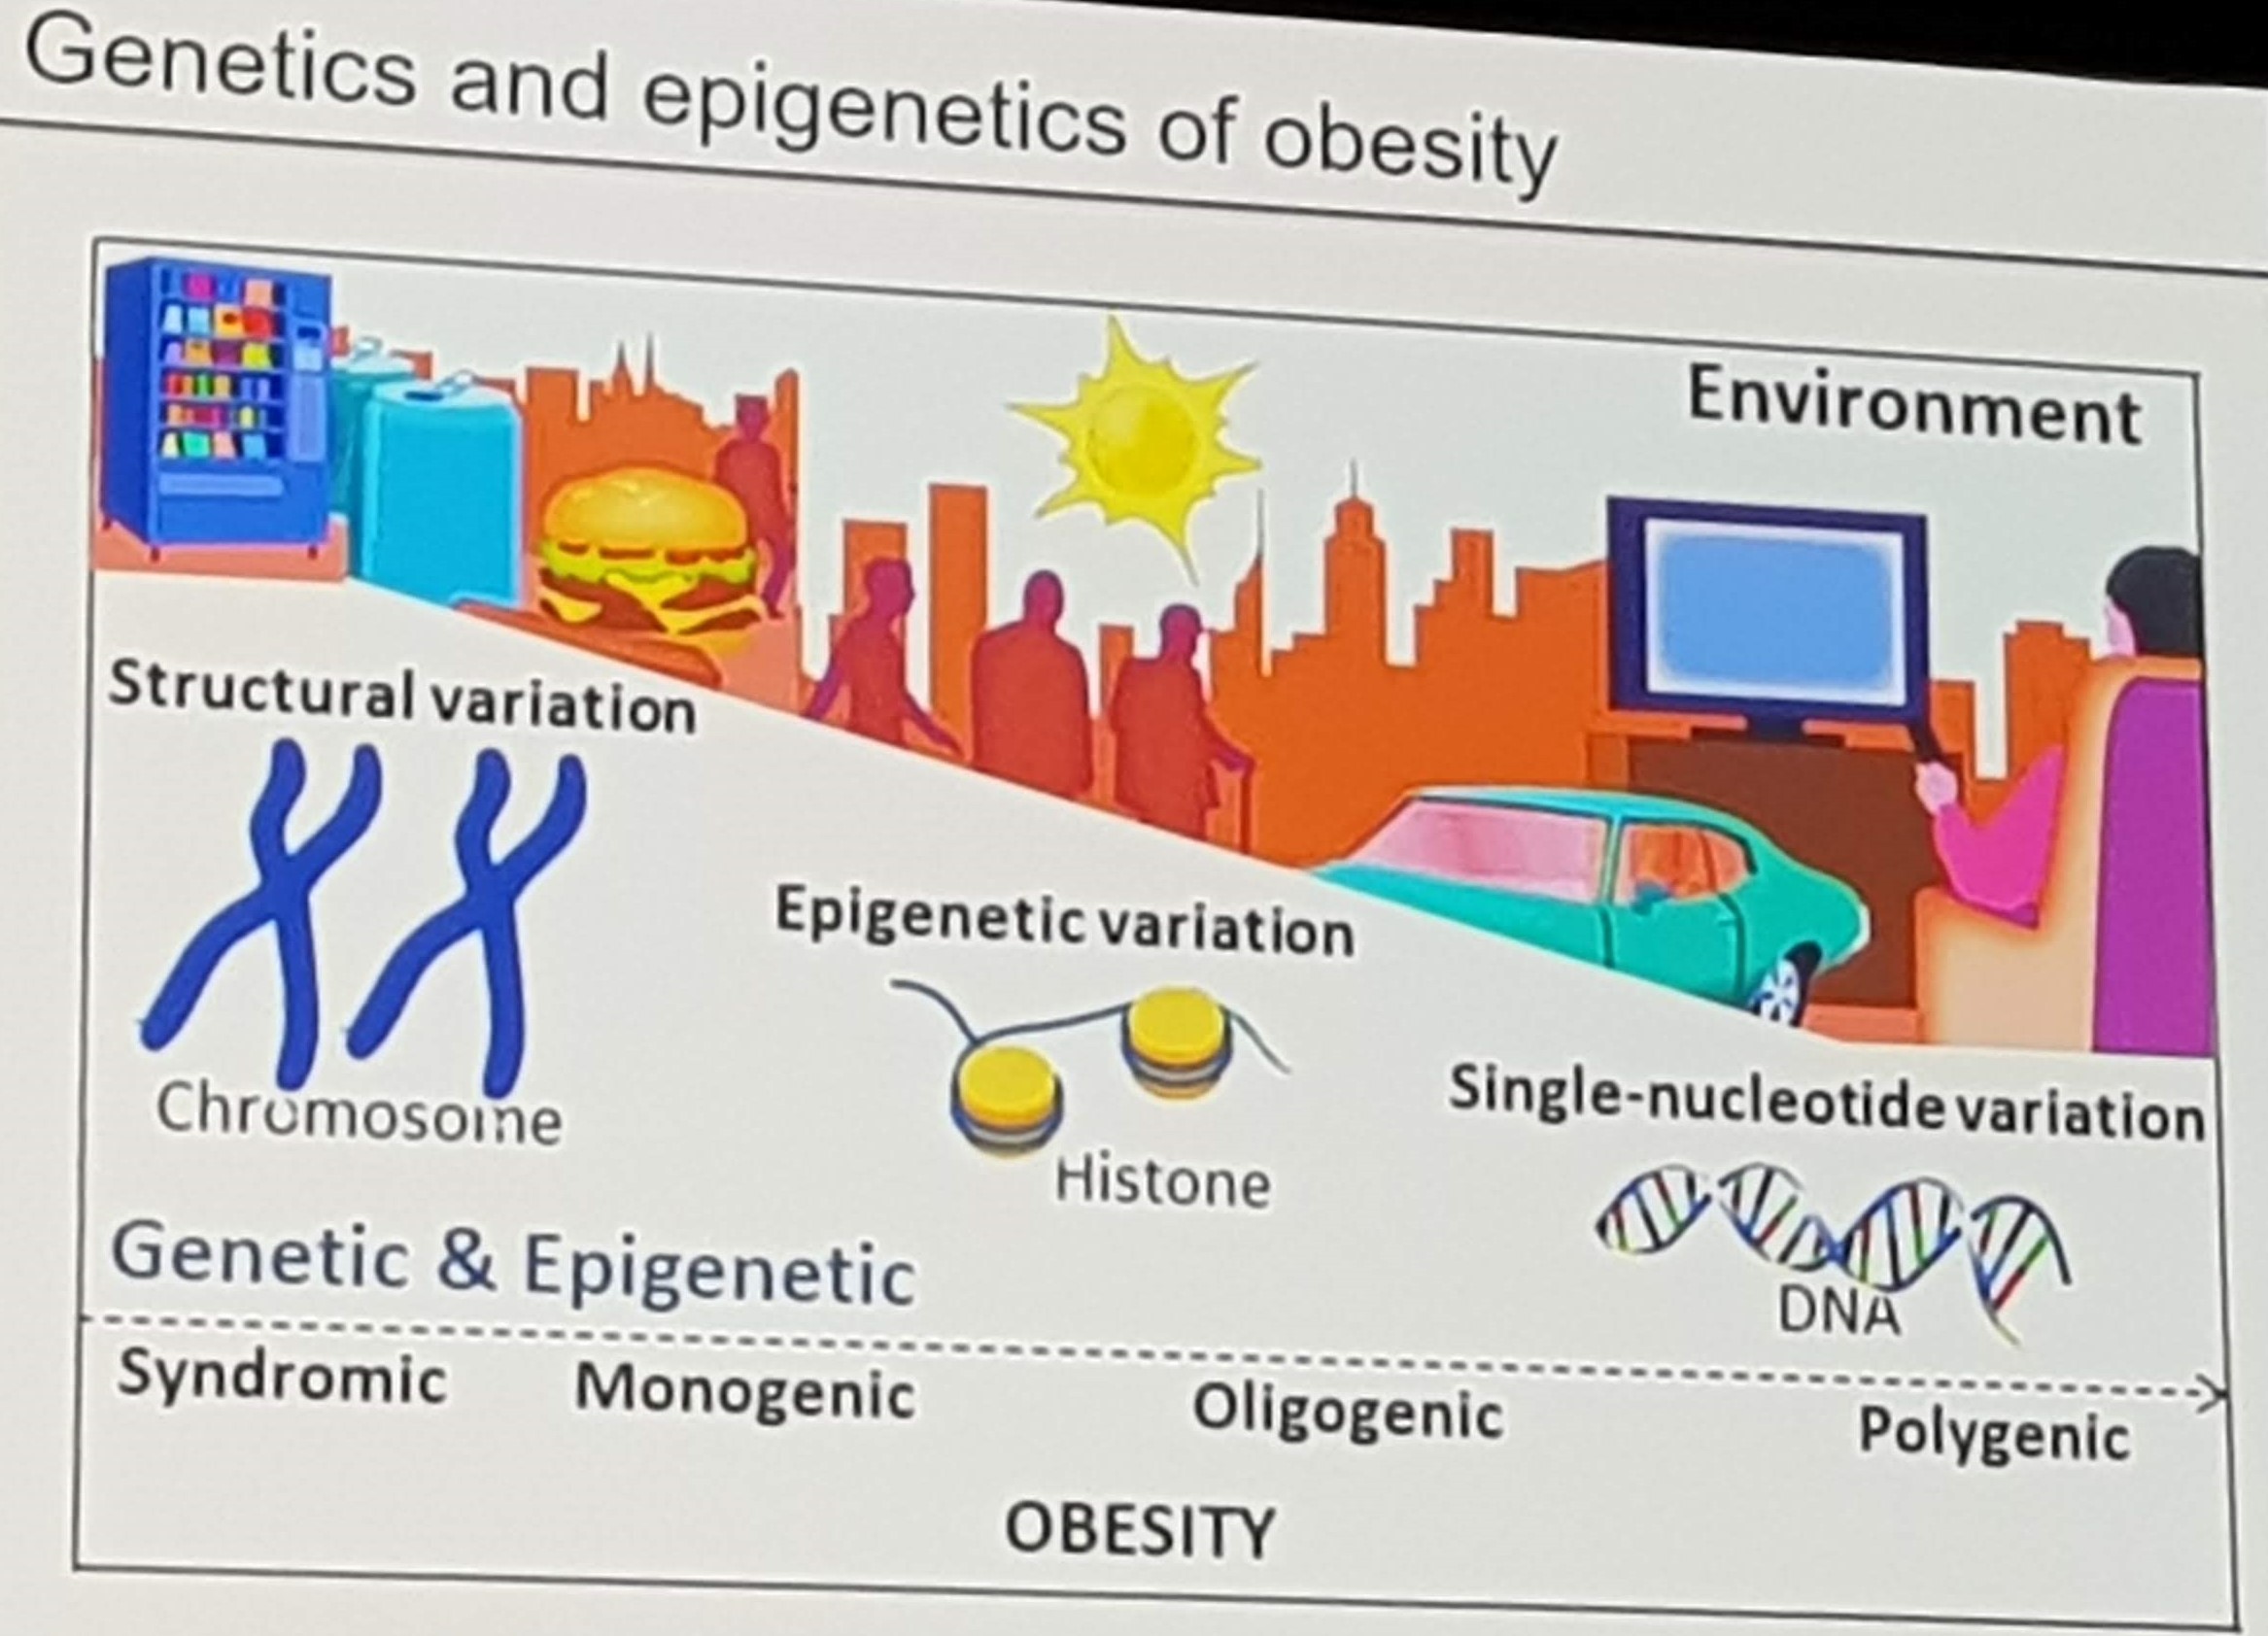 Genetics and epigenetics of obesity
Environment
Structural variation
Chromosome
Epigenetic variation
Histone
Single-nucleotide variation
DNA
Genetic & Epigenetic
Syndromic Monogenic Oligogenic Polygenic
OBESITY